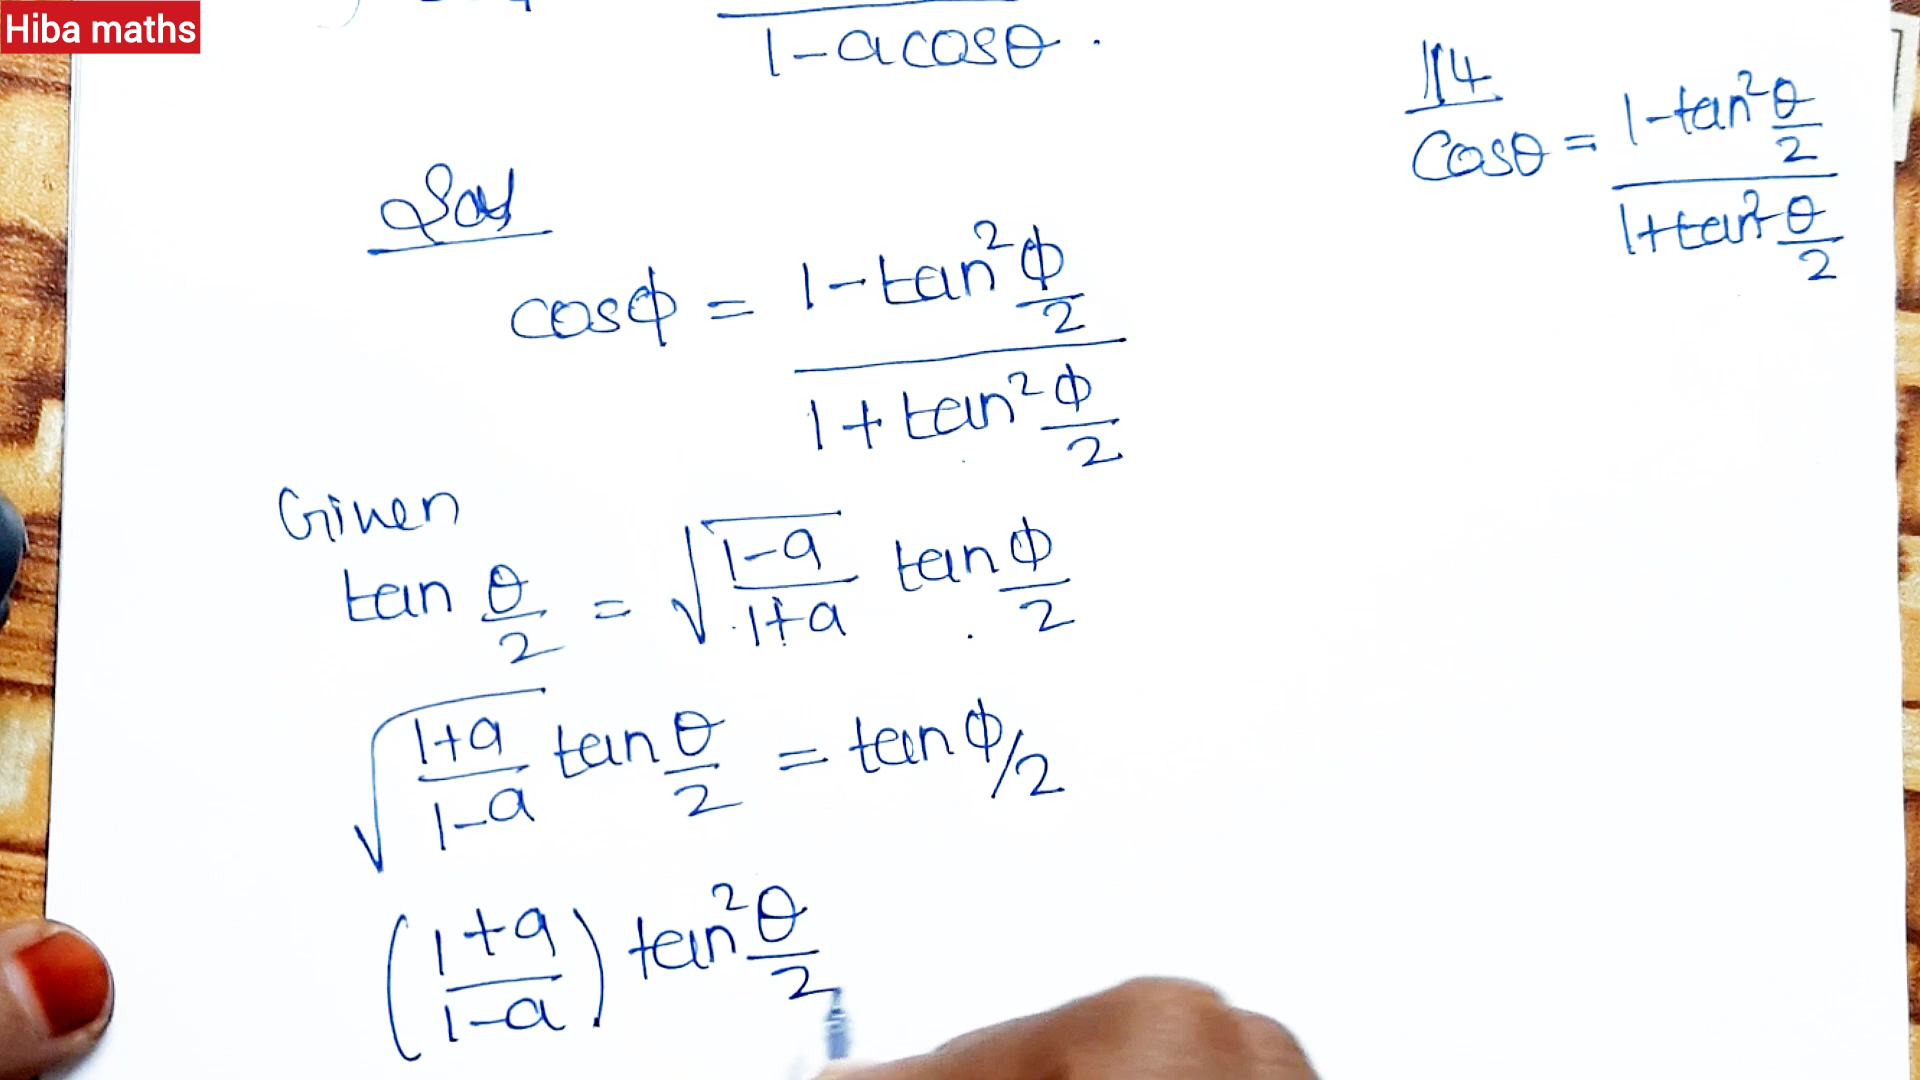 Hiba maths
1-acosθ.
114
Cosθ = (1-tan²θ/2)/(1+tan²θ/2)
Sol
cosϕ = (1-tan²ϕ/2)/(1+tan²ϕ/2)
Given
tan θ/2 = √((1-a)/(1+a)) tan ϕ/2
√((1+a)/(1-a)) tan θ/2 = tan ϕ/2
((1+a)/(1-a)) tan²θ/2